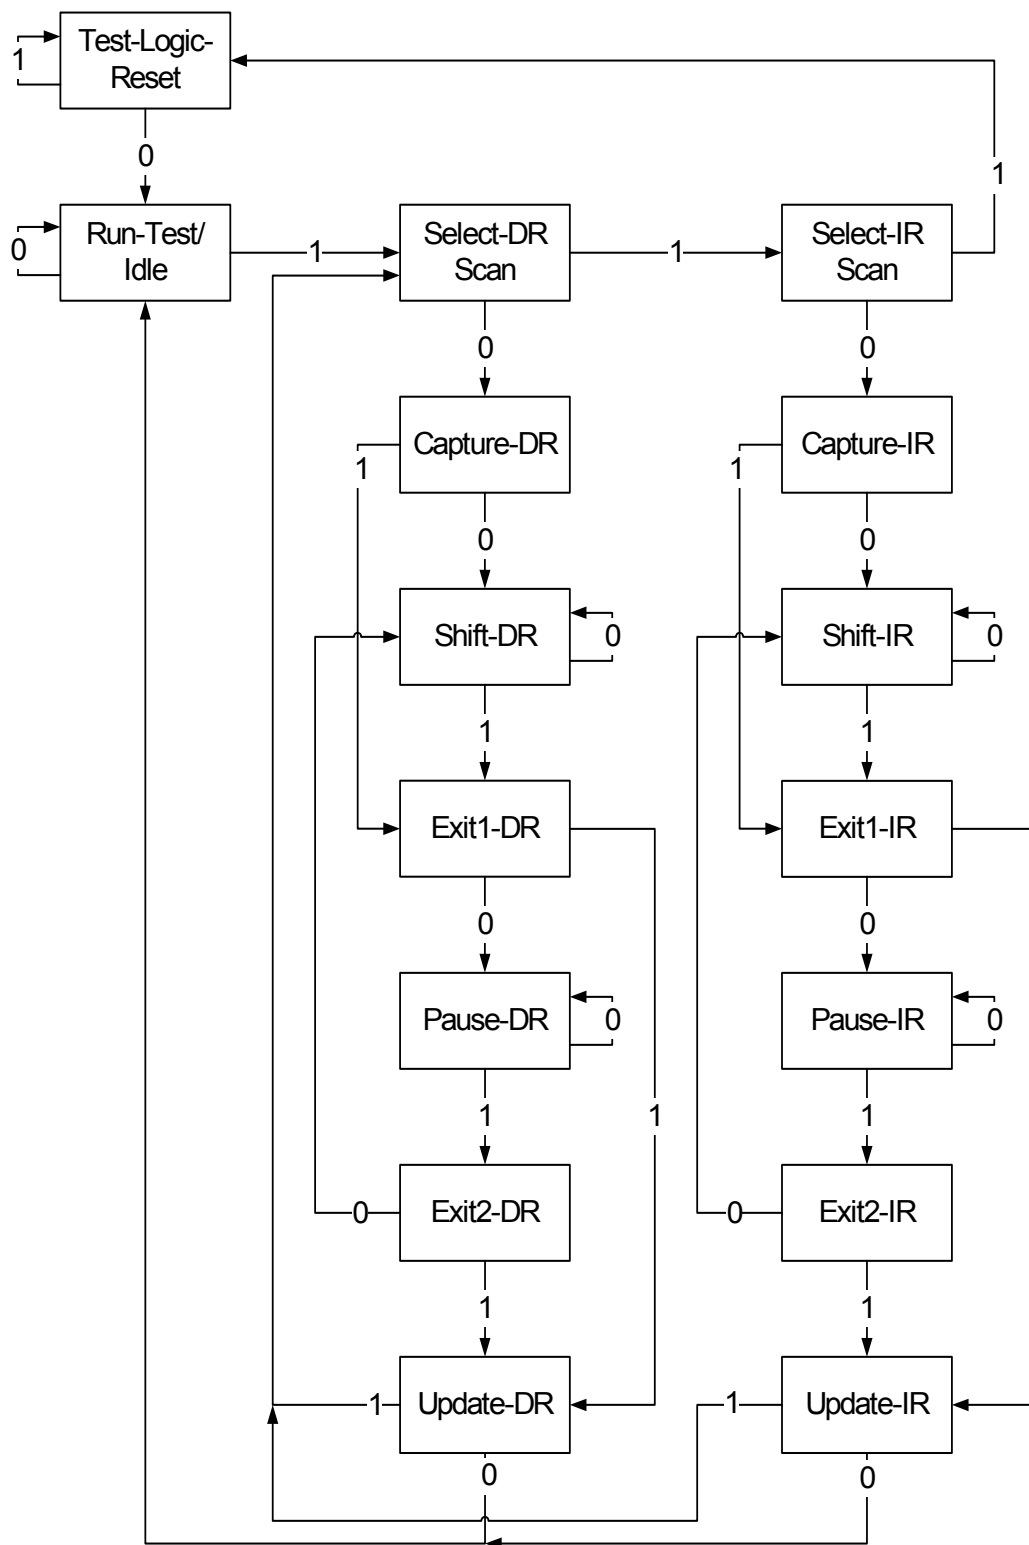 Test-Logic-
Reset
1
0
1
Run-Test/
Idle
0
1
Select-DR
Scan
1
Select-IR
Scan
0
0
Capture-DR
Capture-IR
1
1
0
0
Shift-DR
0
Shift-IR
0
1
1
Exit1-DR
Exit1-IR
0
0
Pause-DR
0
Pause-IR
0
1
1
1
0
Exit2-DR
0
Exit2-IR
1
1
1
Update-DR
1
Update-IR
0
0